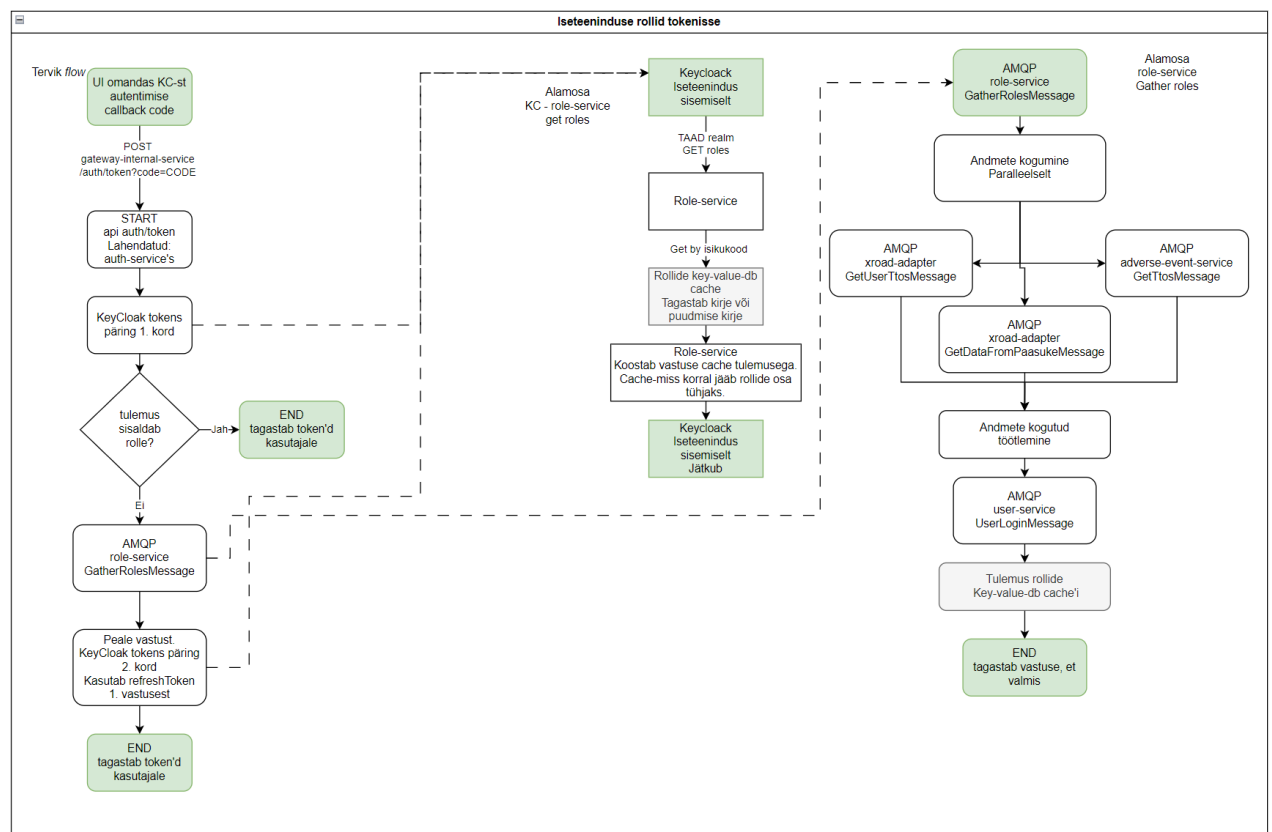 Iseteeninduse rollid tokenisse
Tervik flow
UI omandas KC-st
autentimise
callback code
POST
gateway-internal-service
/auth/token?code=CODE
START
api auth/token
Lahendatud:
auth-service's
KeyCloak tokens
päring 1. kord
tulemus
sisaldab
rolle?
Jah
END
tagastab token'd
kasutajale
Ei
AMQP
role-service
GatherRolesMessage
Peale vastust.
KeyCloak tokens päring
2. kord
Kasutab refreshToken
1. vastusest
END
tagastab token'd
kasutajale
Alamosa
KC - role-service
get roles
Keycloack
Iseteenindus
sisemiselt
TAAD realm
GET roles
Role-service
Get by isikukood
Rollide key-value-db
cache
Tagastab kirje või
puudmise kirje
Role-service
Koostab vastuse cache tulemusega.
Cache-miss korral jääb rollide osa
tühjaks.
Keycloack
Iseteenindus
sisemiselt
Jätkub
AMQP
role-service
GatherRolesMessage
Alamosa
role-service
Gather roles
Andmete kogumine
Paralleelselt
AMQP
xroad-adapter
GetUserTtosMessage
AMQP
adverse-event-service
GetTtosMessage
AMQP
xroad-adapter
GetDataFromPaasukeMessage
Andmete kogutud
töötlemine
AMQP
user-service
UserLoginMessage
Tulemus rollide
Key-value-db cache'i
END
tagastab vastuse, et
valmis